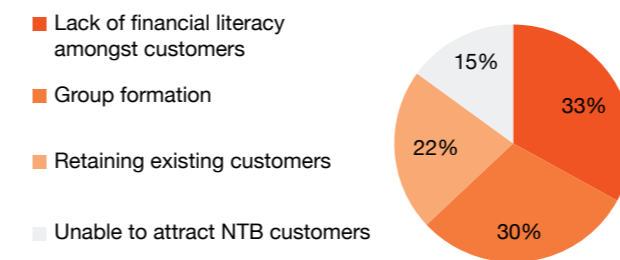 Lack of financial literacy
amongst customers
Group formation
Retaining existing customers
Unable to attract NTB customers
15%
33%
22%
30%